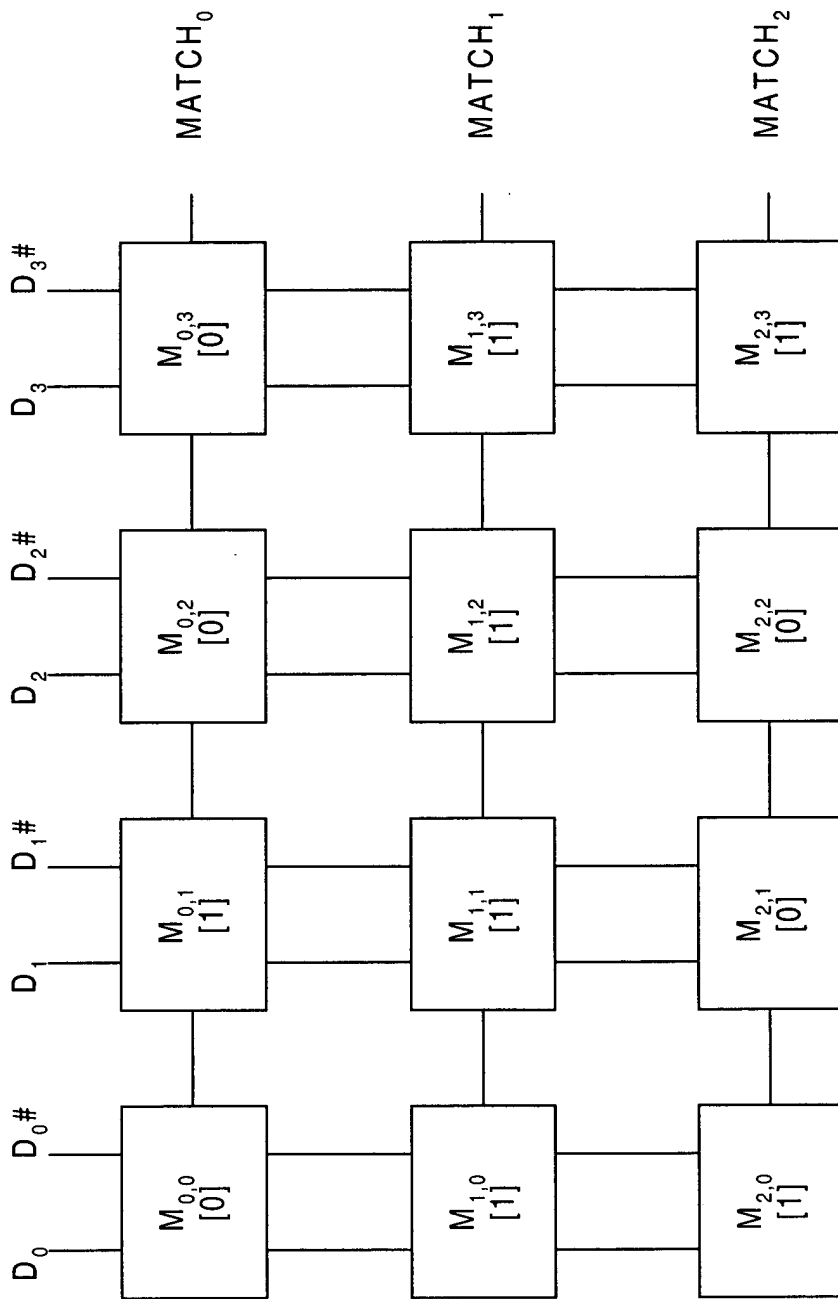 D₀ D₀# D₁ D₁# D₂ D₂# D₃ D₃#
M₀,₀ M₀,₁ M₀,₂ M₀,₃ MATCH₀
[0] [1] [0] [0]
M₁,₀ M₁,₁ M₁,₂ M₁,₃ MATCH₁
[1] [1] [1] [1]
M₂,₀ M₂,₁ M₂,₂ M₂,₃ MATCH₂
[1] [0] [0] [1]